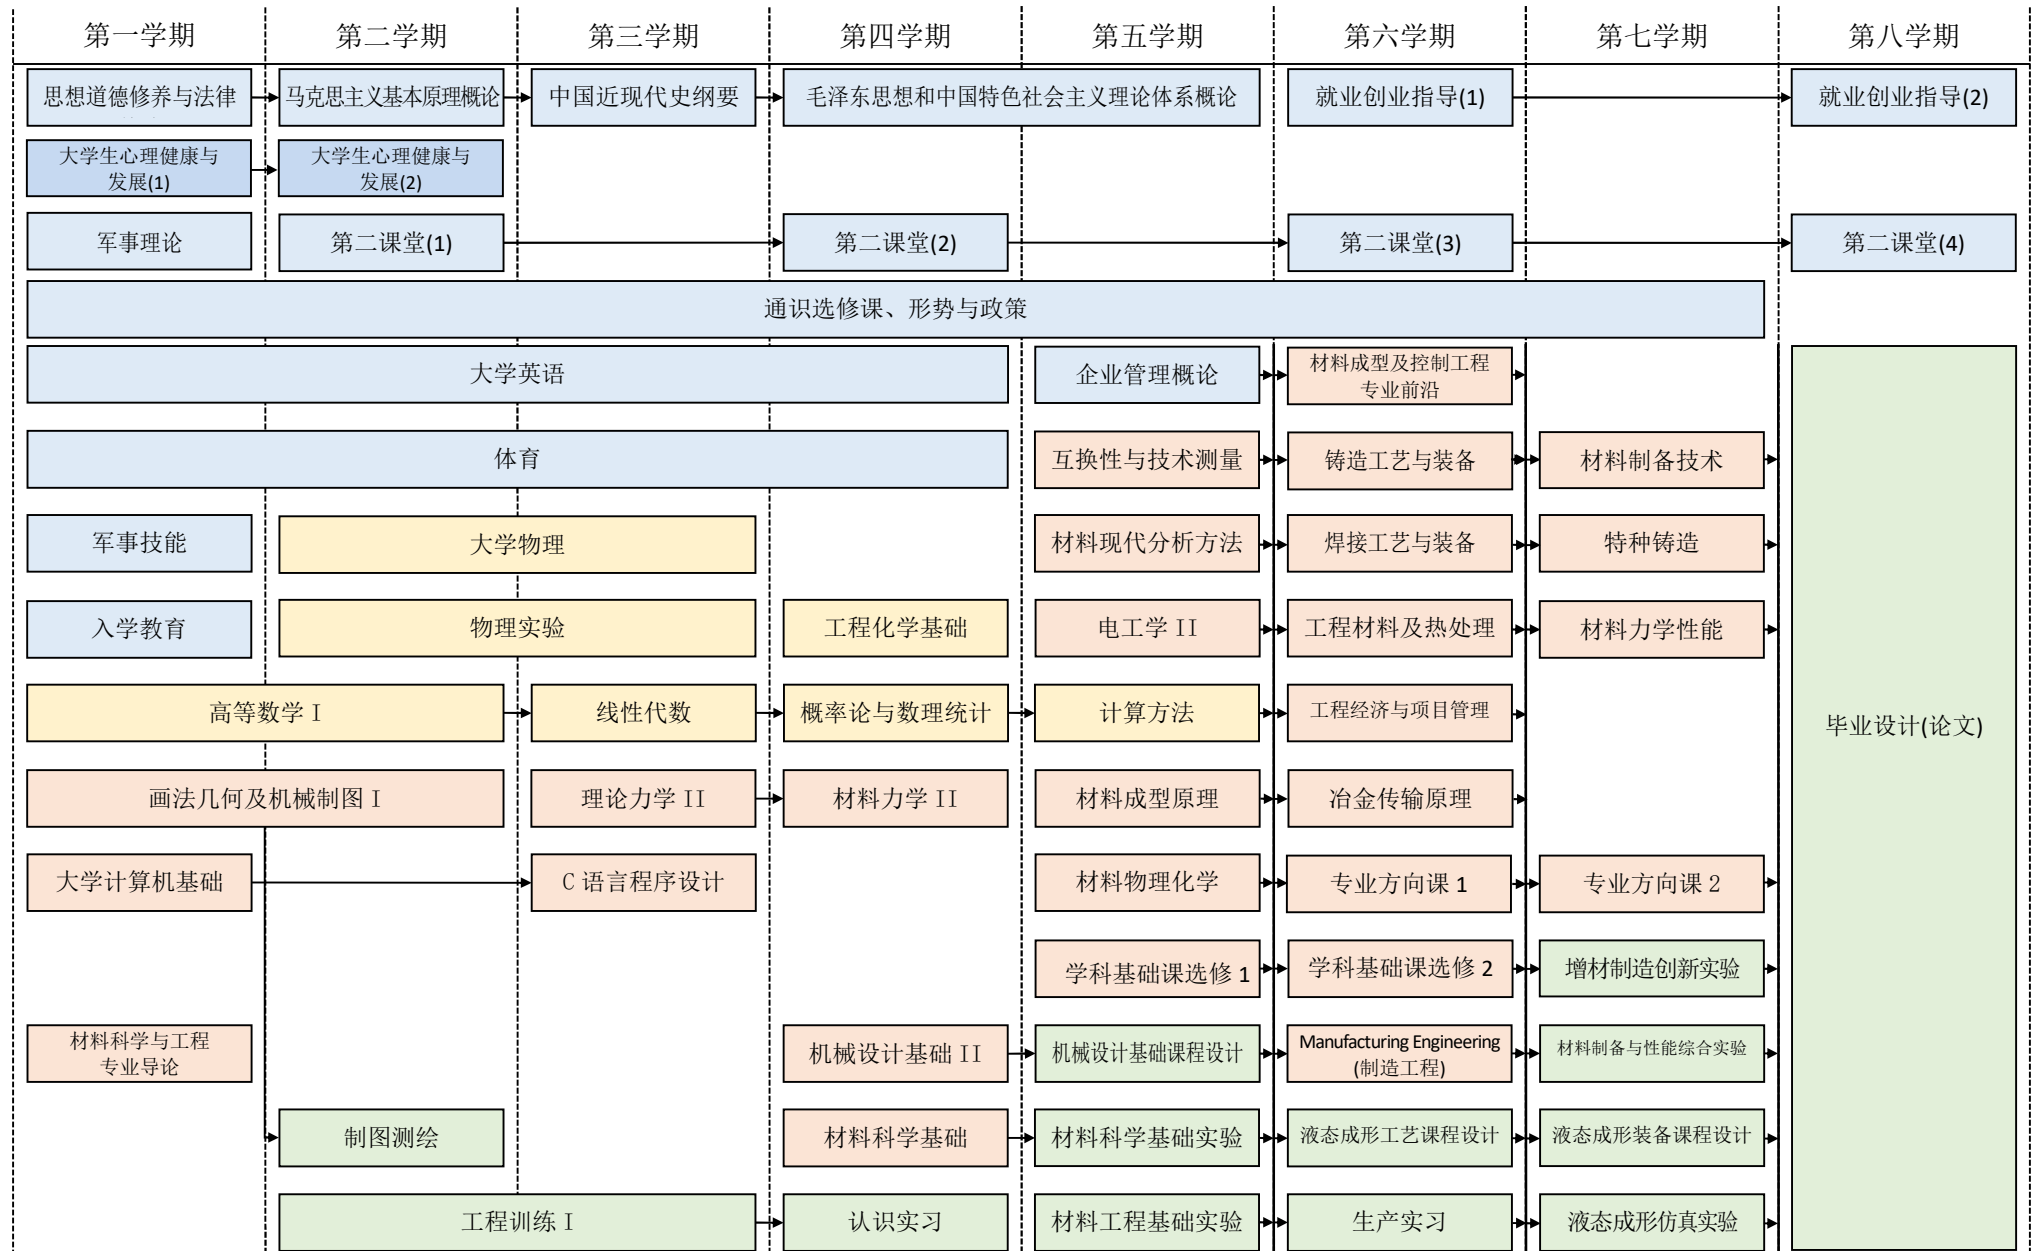 第一学期
第二学期
第三学期
第四学期
第五学期
第六学期
第七学期
第八学期
思想道德修养与法律
马克思主义基本原理概论
中国近现代史纲要
毛泽东思想和中国特色社会主义理论体系概论
就业创业指导(1)
就业创业指导(2)
大学生心理健康与
发展(1)
大学生心理健康与
发展(2)
军事理论
第二课堂(1)
第二课堂(2)
第二课堂(3)
第二课堂(4)
通识选修课、形势与政策
大学英语
企业管理概论
材料成型及控制工程
专业前沿
体育
互换性与技术测量
铸造工艺与装备
材料制备技术
军事技能
大学物理
材料现代分析方法
焊接工艺与装备
特种铸造
入学教育
物理实验
工程化学基础
电工学 II
工程材料及热处理
材料力学性能
高等数学 I
线性代数
概率论与数理统计
计算方法
工程经济与项目管理
毕业设计(论文)
画法几何及机械制图 I
理论力学 II
材料力学 II
材料成型原理
冶金传输原理
大学计算机基础
C 语言程序设计
材料物理化学
专业方向课 1
专业方向课 2
学科基础课选修 1
学科基础课选修 2
增材制造创新实验
材料科学与工程
专业导论
机械设计基础 II
机械设计基础课程设计
Manufacturing Engineering
(制造工程)
材料制备与性能综合实验
制图测绘
材料科学基础
材料科学基础实验
液态成形工艺课程设计
液态成形装备课程设计
工程训练 I
认识实习
材料工程基础实验
生产实习
液态成形仿真实验